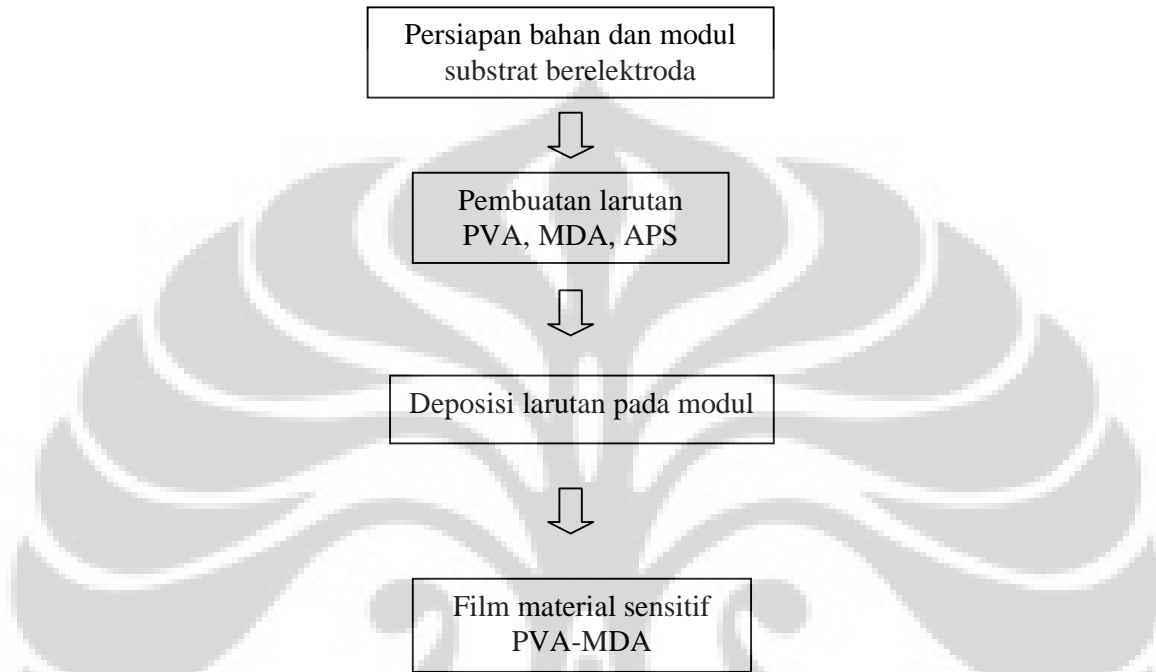 Persiapan bahan dan modul
substrat berelektroda
Pembuatan larutan
PVA, MDA, APS
Deposisi larutan pada modul
Film material sensitif
PVA-MDA